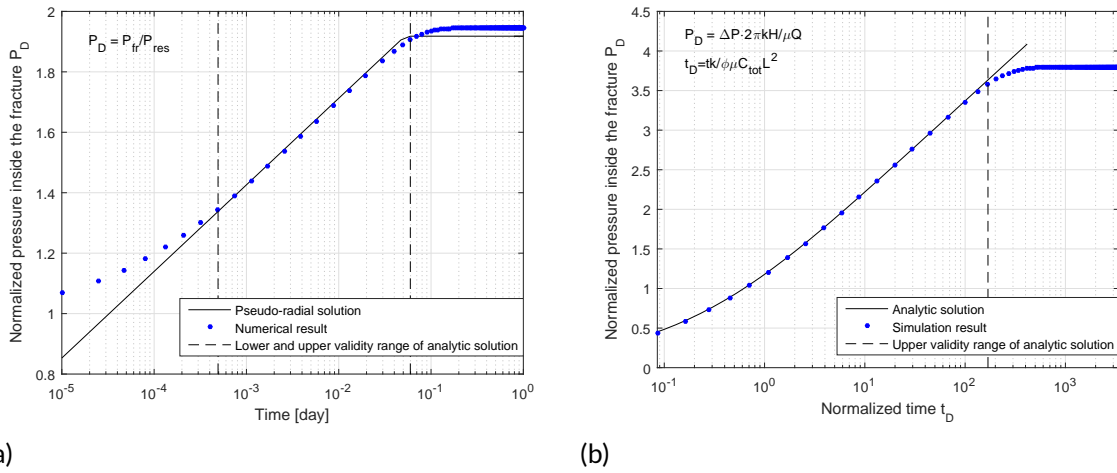 2
1.8
1.6
1.4
1.2
1
0.8
Normalized pressure inside the fracture P_D
P_D = P_fr/P_res
Pseudo-radial solution
Numerical result
Lower and upper validity range of analytic solution
10^-5 10^-4 10^-3 10^-2 10^-1 10^0
Time [day]
a)
4.5
4
3.5
3
2.5
2
1.5
1
0.5
0
Normalized pressure inside the fracture P_D
P_D = ΔP·2πkH/μQ
t_D=tk/ϕμC_totL^2
Analytic solution
Simulation result
Upper validity range of analytic solution
10^-1 10^0 10^1 10^2 10^3
Normalized time t_D
(b)